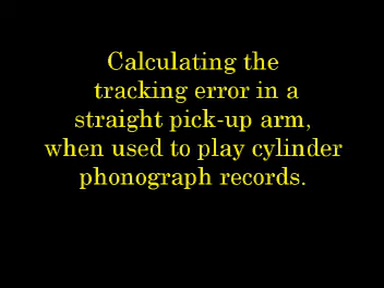 Calculating the
tracking error in a
straight pick-up arm,
when used to play cylinder
phonograph records.